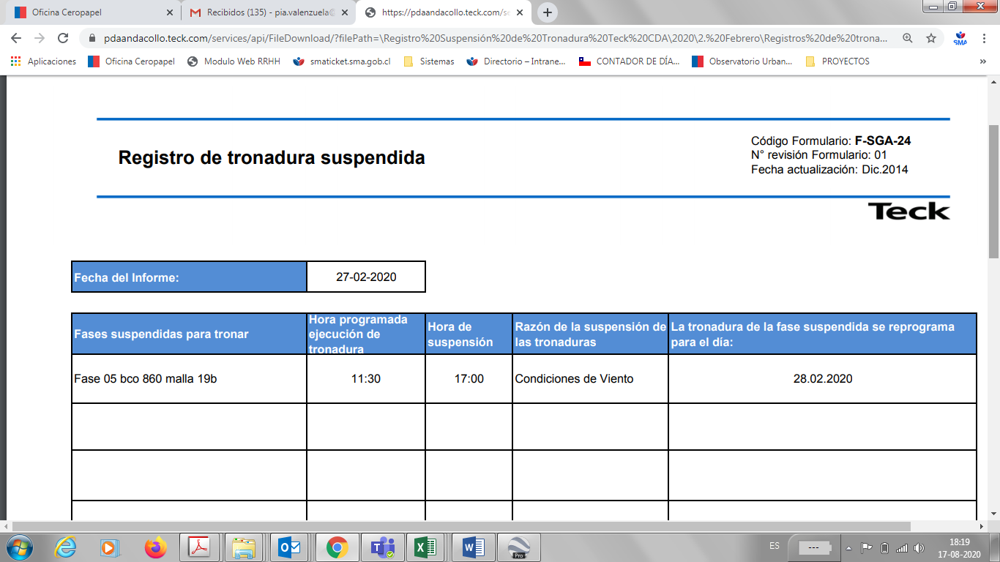 Oficina Ceropapel
Recibidos (135) - pia.valenzuela@
https://pdaandacollo.teck.com/se
pdaandacollo.teck.com/services/api/FileDownload/?filePath=\Registro%20Suspensión%20de%20Tronadura%20Teck%20CDA\2020\2.%20Febrero\Registros%20de%20trona...
SMA
Aplicaciones
Oficina Ceropapel
Modulo Web RRHH
smaticket.sma.gob.cl
Sistemas
Directorio – Intrane...
CONTADOR DE DÍA...
Observatorio Urban...
PROYECTOS
»
Registro de tronadura suspendida
Código Formulario: F-SGA-24
N° revisión Formulario: 01
Fecha actualización: Dic.2014
Teck
Fecha del Informe:
27-02-2020
Fases suspendidas para tronar
Hora programada
ejecución de
tronadura
Hora de
suspensión
Razón de la suspensión de
las tronaduras
La tronadura de la fase suspendida se reprograma
para el día:
Fase 05 bco 860 malla 19b
11:30
17:00
Condiciones de Viento
28.02.2020
Pro
ES
---
18:19
17-08-2020